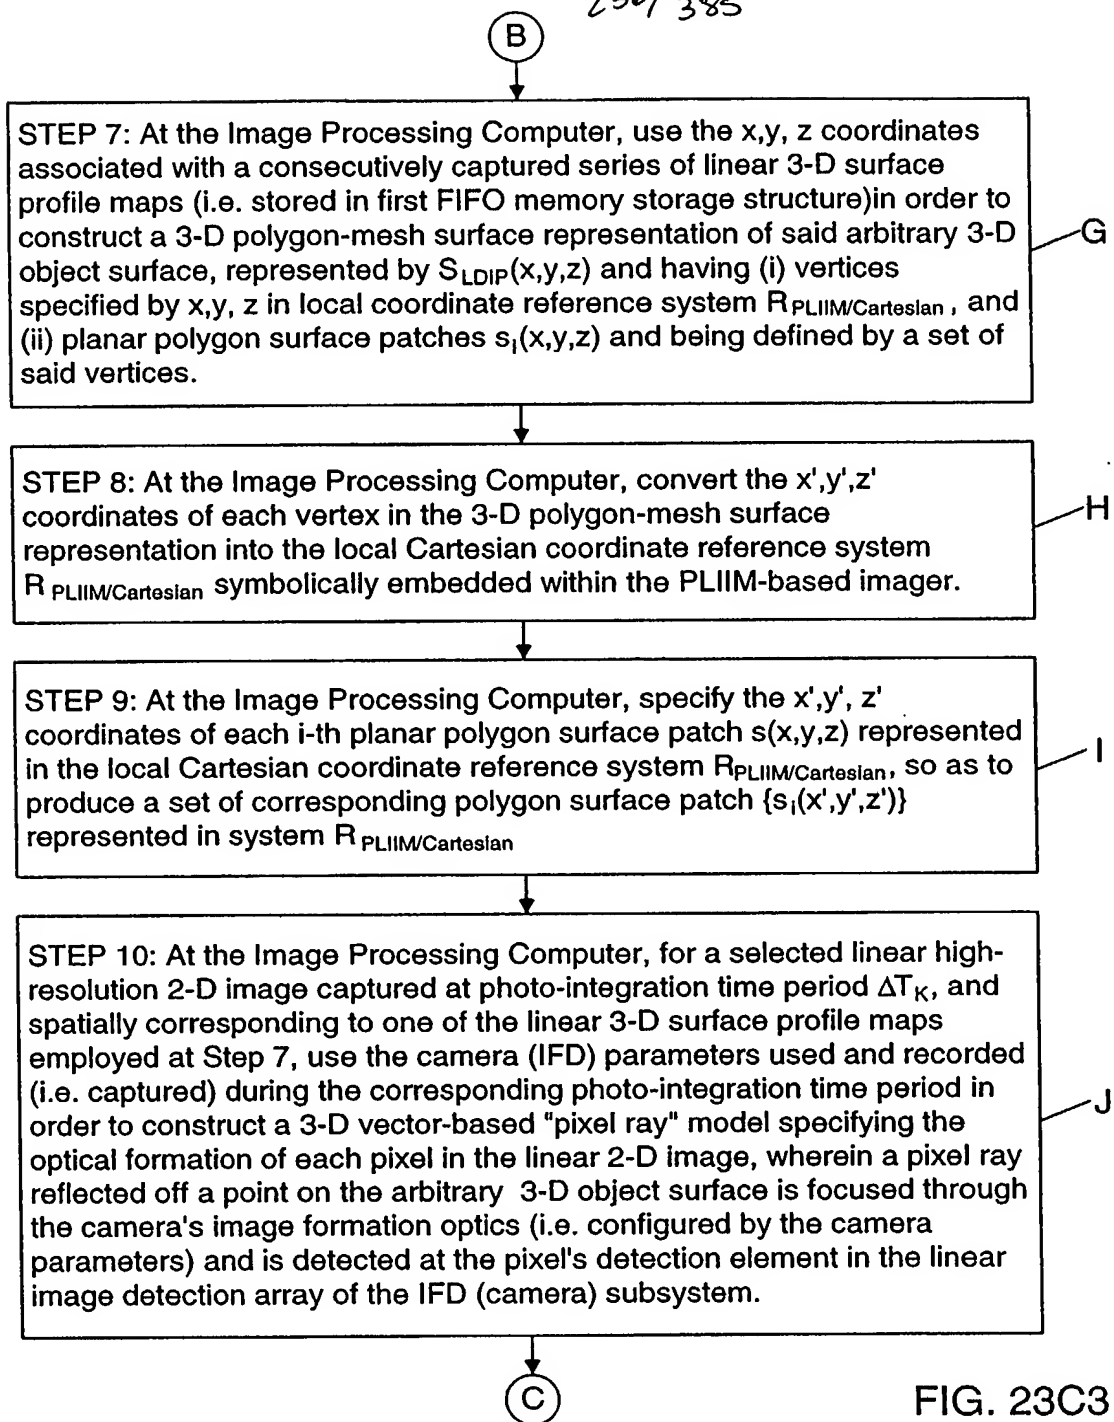 385
B
STEP 7: At the Image Processing Computer, use the x,y, z coordinates
associated with a consecutively captured series of linear 3-D surface
profile maps (i.e. stored in first FIFO memory storage structure)in order to
construct a 3-D polygon-mesh surface representation of said arbitrary 3-D
object surface, represented by S_LDIP(x,y,z) and having (i) vertices
specified by x,y, z in local coordinate reference system R_PLIIM/Cartesian , and
(ii) planar polygon surface patches s_i(x,y,z) and being defined by a set of
said vertices.
G
STEP 8: At the Image Processing Computer, convert the x',y',z'
coordinates of each vertex in the 3-D polygon-mesh surface
representation into the local Cartesian coordinate reference system
R_PLIIM/Cartesian symbolically embedded within the PLIIM-based imager.
H
STEP 9: At the Image Processing Computer, specify the x',y', z'
coordinates of each i-th planar polygon surface patch s(x,y,z) represented
in the local Cartesian coordinate reference system R_PLIIM/Cartesian, so as to
produce a set of corresponding polygon surface patch {s_i(x',y',z')}
represented in system R_PLIIM/Cartesian
I
STEP 10: At the Image Processing Computer, for a selected linear high-
resolution 2-D image captured at photo-integration time period ΔT_K, and
spatially corresponding to one of the linear 3-D surface profile maps
employed at Step 7, use the camera (IFD) parameters used and recorded
(i.e. captured) during the corresponding photo-integration time period in
order to construct a 3-D vector-based "pixel ray" model specifying the
optical formation of each pixel in the linear 2-D image, wherein a pixel ray
reflected off a point on the arbitrary 3-D object surface is focused through
the camera's image formation optics (i.e. configured by the camera
parameters) and is detected at the pixel's detection element in the linear
image detection array of the IFD (camera) subsystem.
J
C
FIG. 23C3